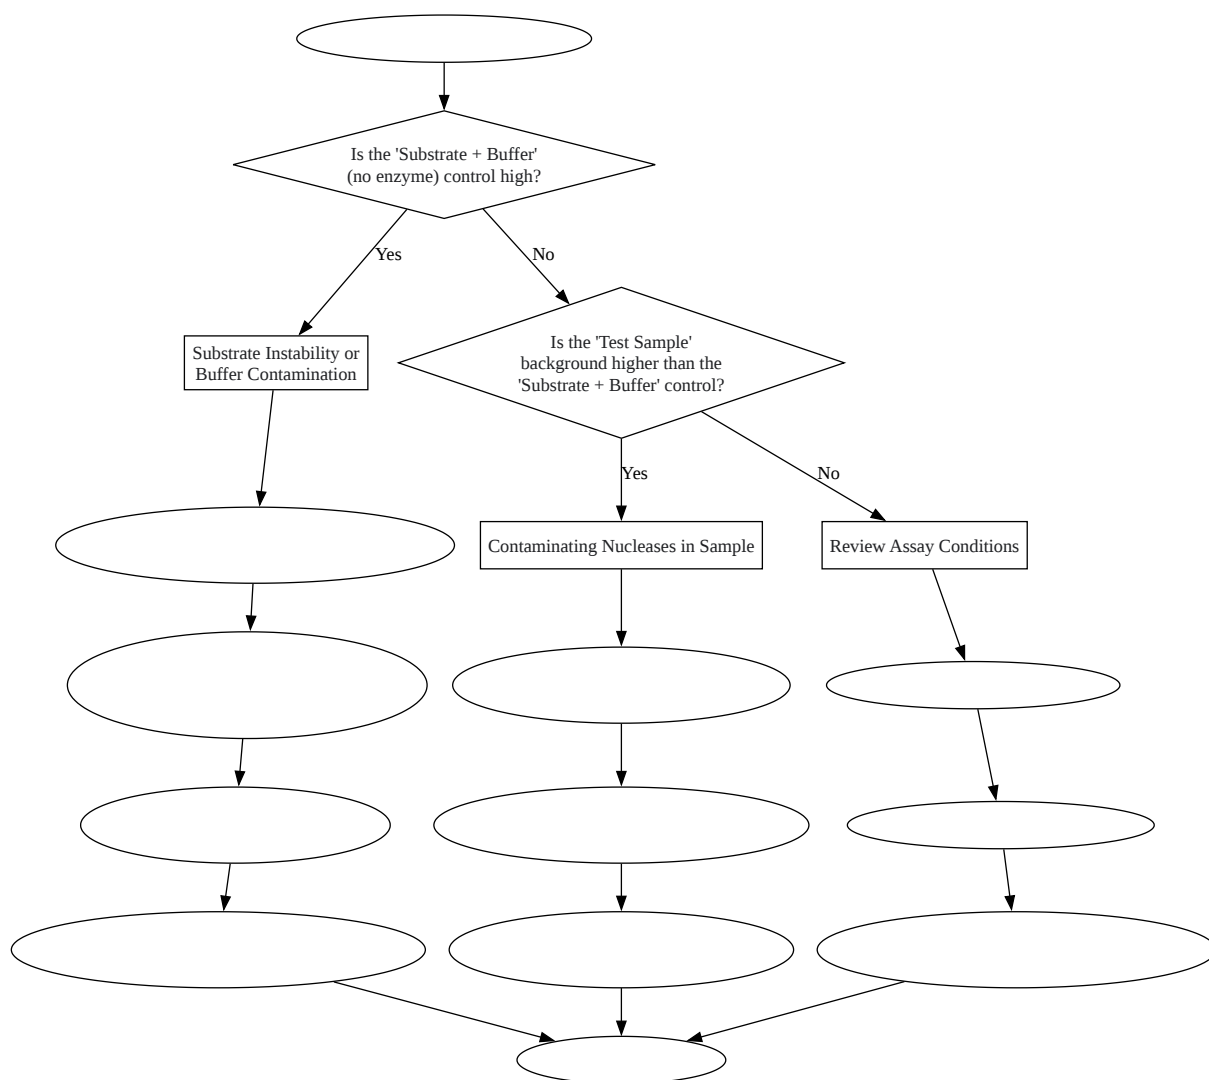 Is the 'Substrate + Buffer'
(no enzyme) control high?
Yes
No
Substrate Instability or
Buffer Contamination
Is the 'Test Sample'
background higher than the
'Substrate + Buffer' control?
Yes
No
Contaminating Nucleases in Sample
Review Assay Conditions